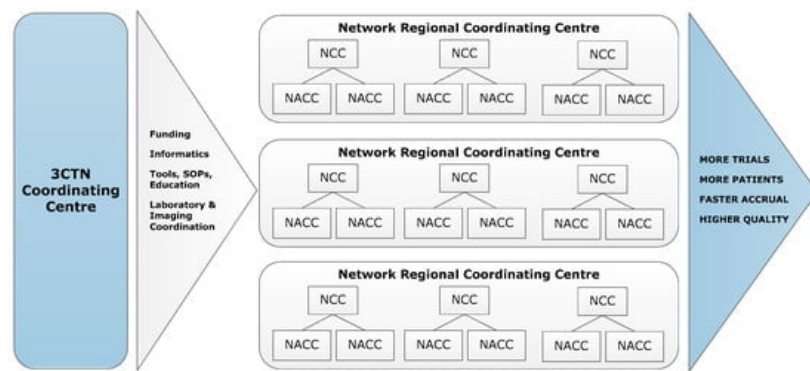 3CTN
Coordinating
Centre
Funding
Informatics
Tools, SOPs,
Education
Laboratory &
Imaging
Coordination
Network Regional Coordinating Centre
NCC NCC NCC
NACC NACC NACC NACC NACC NACC
Network Regional Coordinating Centre
NCC NCC NCC
NACC NACC NACC NACC NACC NACC
Network Regional Coordinating Centre
NCC NCC NCC
NACC NACC NACC NACC NACC NACC
MORE TRIALS
MORE PATIENTS
FASTER ACCRUAL
HIGHER QUALITY